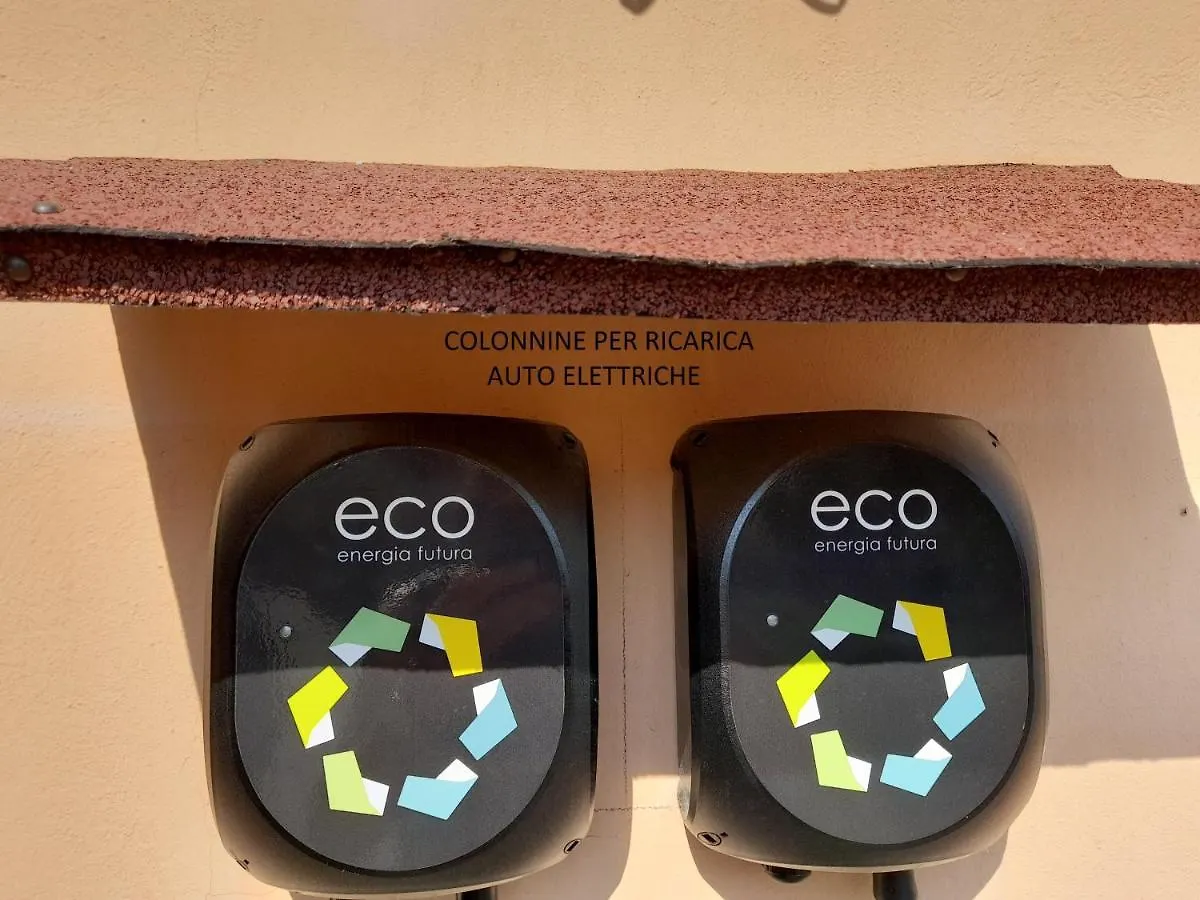 COLONNINE PER RICARICA
AUTO ELETTRICHE
eco
energia futura
eco
energia futura